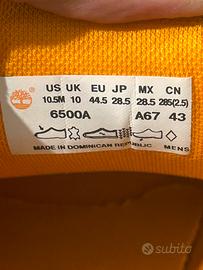 US UK EU JP MX CN
10.5M 10 44.5 28.5 28.5 285(2.5)
6500A A67 43
MADE IN DOMINICAN REPUBLIC MENS
subito